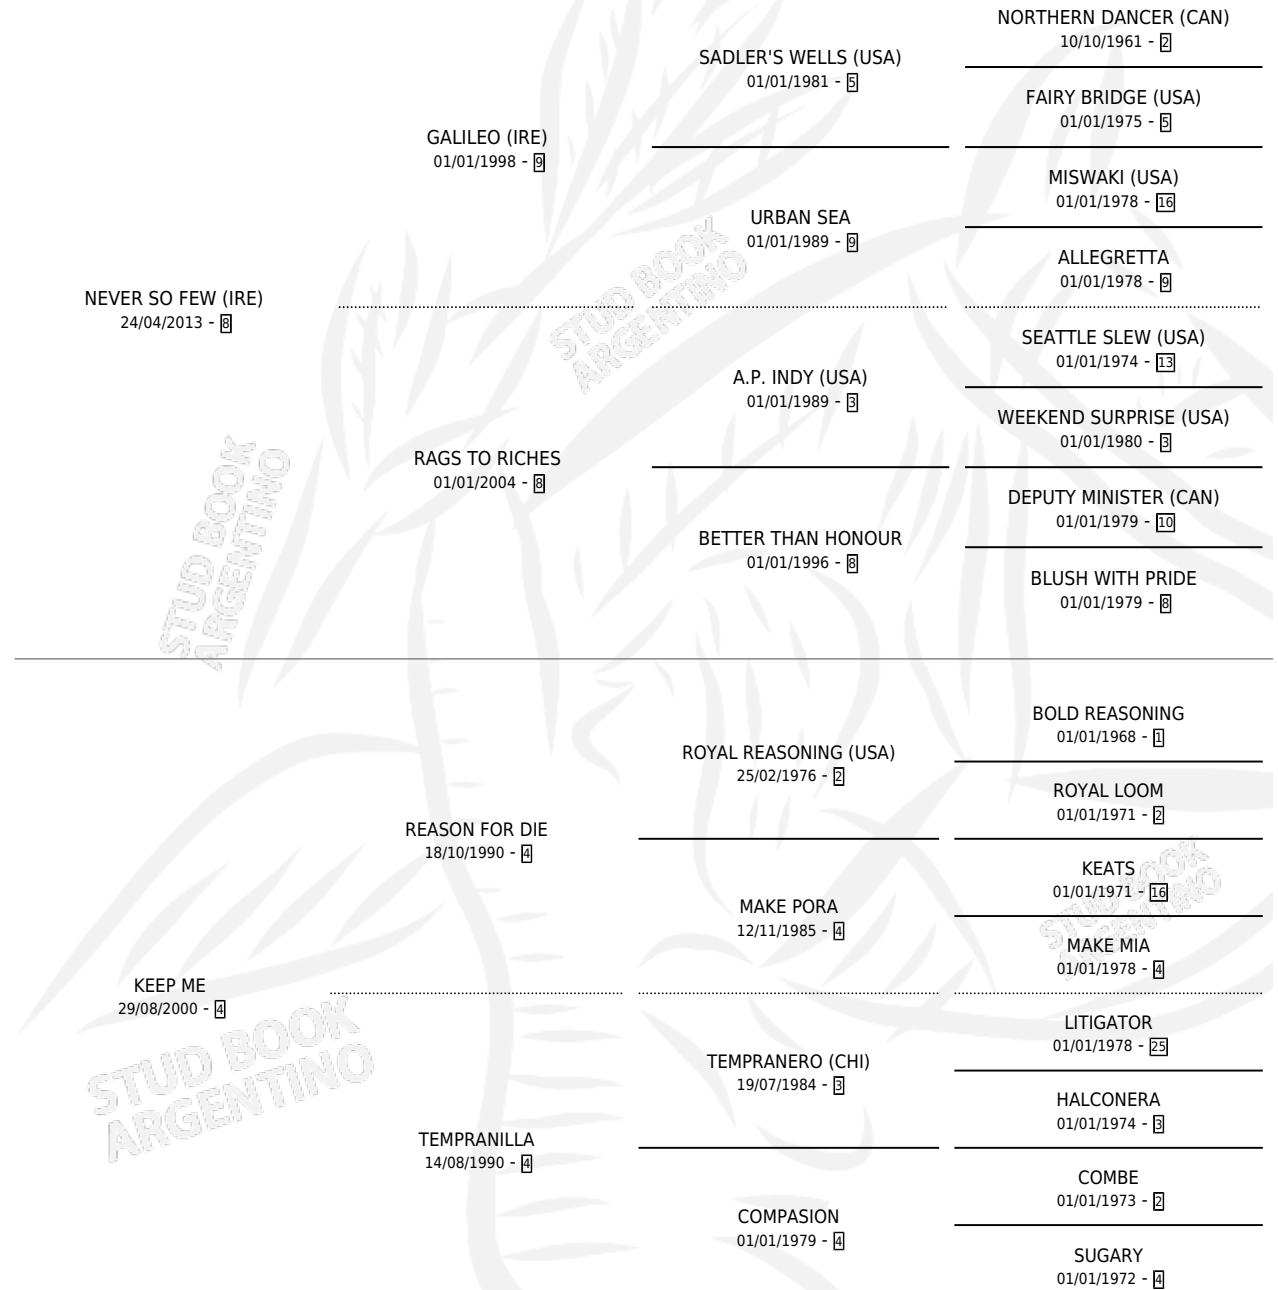 NORTHERN DANCER (CAN)
10/10/1961 - 2
SADLER'S WELLS (USA)
01/01/1981 - 5
FAIRY BRIDGE (USA)
01/01/1975 - 5
GALILEO (IRE)
01/01/1998 - 9
MISWAKI (USA)
01/01/1978 - 16
URBAN SEA
01/01/1989 - 9
ALLEGRETTA
01/01/1978 - 9
NEVER SO FEW (IRE)
24/04/2013 - 8
SEATTLE SLEW (USA)
01/01/1974 - 13
A.P. INDY (USA)
01/01/1989 - 3
WEEKEND SURPRISE (USA)
01/01/1980 - 3
RAGS TO RICHES
01/01/2004 - 8
DEPUTY MINISTER (CAN)
01/01/1979 - 10
BETTER THAN HONOUR
01/01/1996 - 8
BLUSH WITH PRIDE
01/01/1979 - 8
BOLD REASONING
01/01/1968 - 1
ROYAL REASONING (USA)
25/02/1976 - 2
ROYAL LOOM
01/01/1971 - 2
REASON FOR DIE
18/10/1990 - 4
KEATS
01/01/1971 - 16
MAKE PORA
12/11/1985 - 4
MAKE MIA
01/01/1978 - 4
KEEP ME
29/08/2000 - 4
LITIGATOR
01/01/1978 - 25
TEMPRANERO (CHI)
19/07/1984 - 3
HALCONERA
01/01/1974 - 3
TEMPRANILLA
14/08/1990 - 4
COMBE
01/01/1973 - 2
COMPASION
01/01/1979 - 4
SUGARY
01/01/1972 - 4
STUD BOOK
ARGENTINO
STUD BOOK
ARGENTINO
STUD BOOK
ARGENTINO
STUD BOOK
ARGENTINO